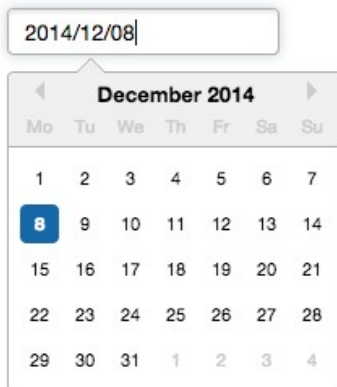 2014/12/08
December 2014
Mo Tu We Th Fr Sa Su
1 2 3 4 5 6 7
8 9 10 11 12 13 14
15 16 17 18 19 20 21
22 23 24 25 26 27 28
29 30 31 1 2 3 4